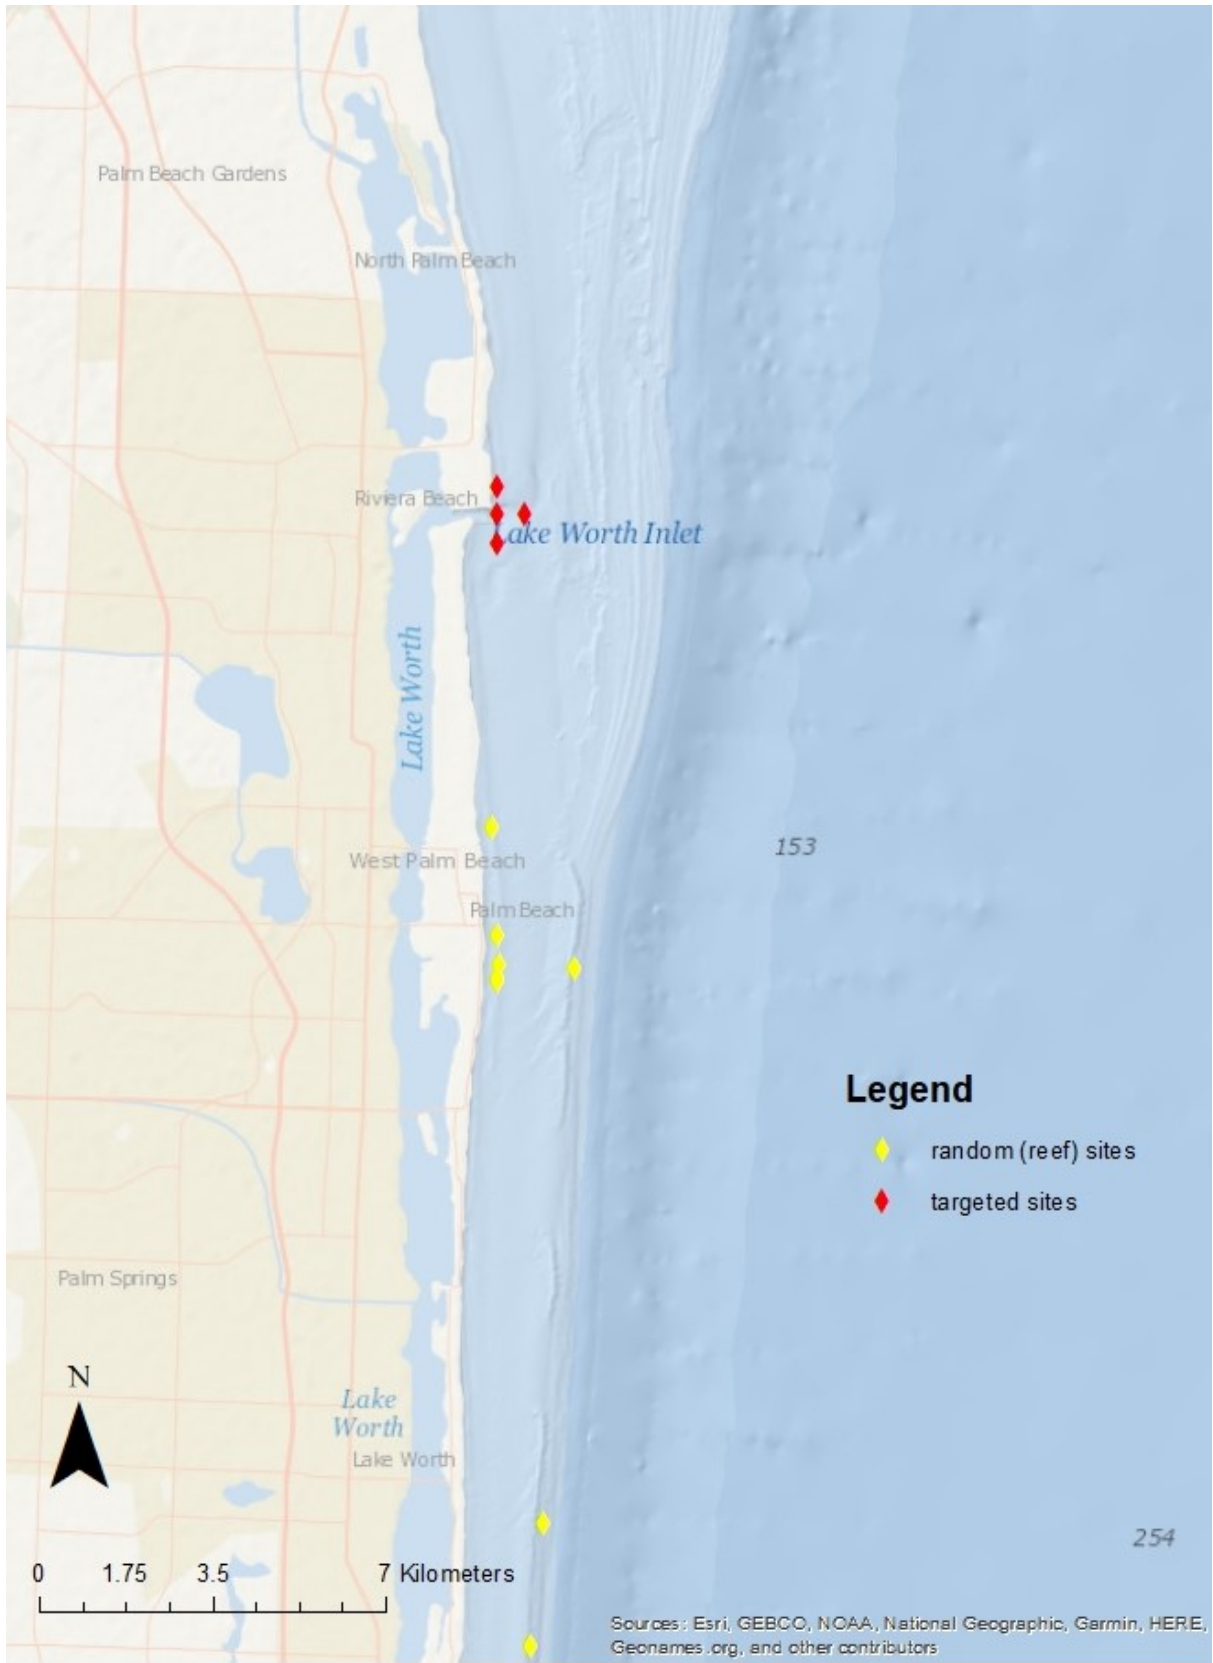 Palm Beach Gardens
North Palm Beach
Riviera Beach
Lake Worth Inlet
Lake Worth
153
West Palm Beach
Palm Beach
Legend
random (reef) sites
targeted sites
Palm Springs
N
Lake
Worth
Lake Worth
254
0 1.75 3.5 7 Kilometers
Sources: Esri, GEBCO, NOAA, National Geographic, Garmin, HERE,
Geonames.org, and other contributors